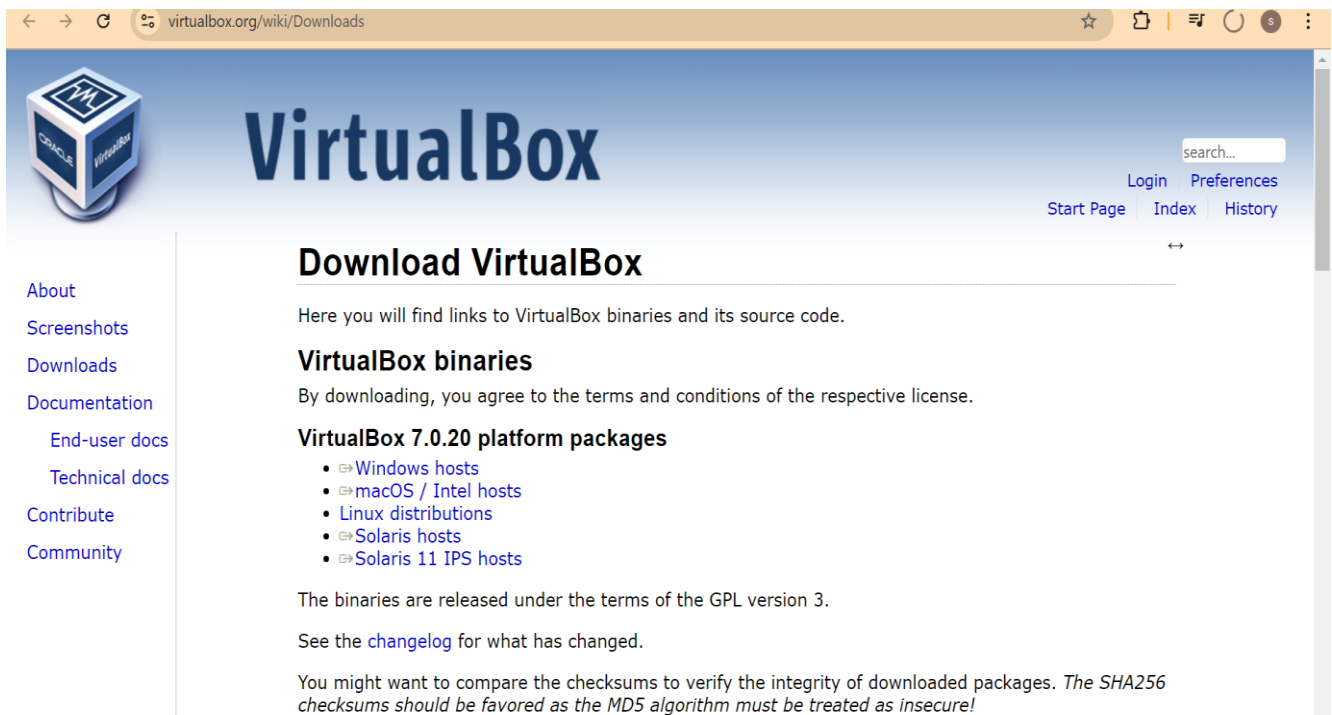 virtualbox.org/wiki/Downloads
S
ORACLE
VirtualBox
VirtualBox
search...
Login Preferences
Start Page Index History
About
Screenshots
Downloads
Documentation
End-user docs
Technical docs
Contribute
Community
Download VirtualBox
Here you will find links to VirtualBox binaries and its source code.
VirtualBox binaries
By downloading, you agree to the terms and conditions of the respective license.
VirtualBox 7.0.20 platform packages
Windows hosts
macOS / Intel hosts
Linux distributions
Solaris hosts
Solaris 11 IPS hosts
The binaries are released under the terms of the GPL version 3.
See the changelog for what has changed.
You might want to compare the checksums to verify the integrity of downloaded packages. The SHA256
checksums should be favored as the MD5 algorithm must be treated as insecure!